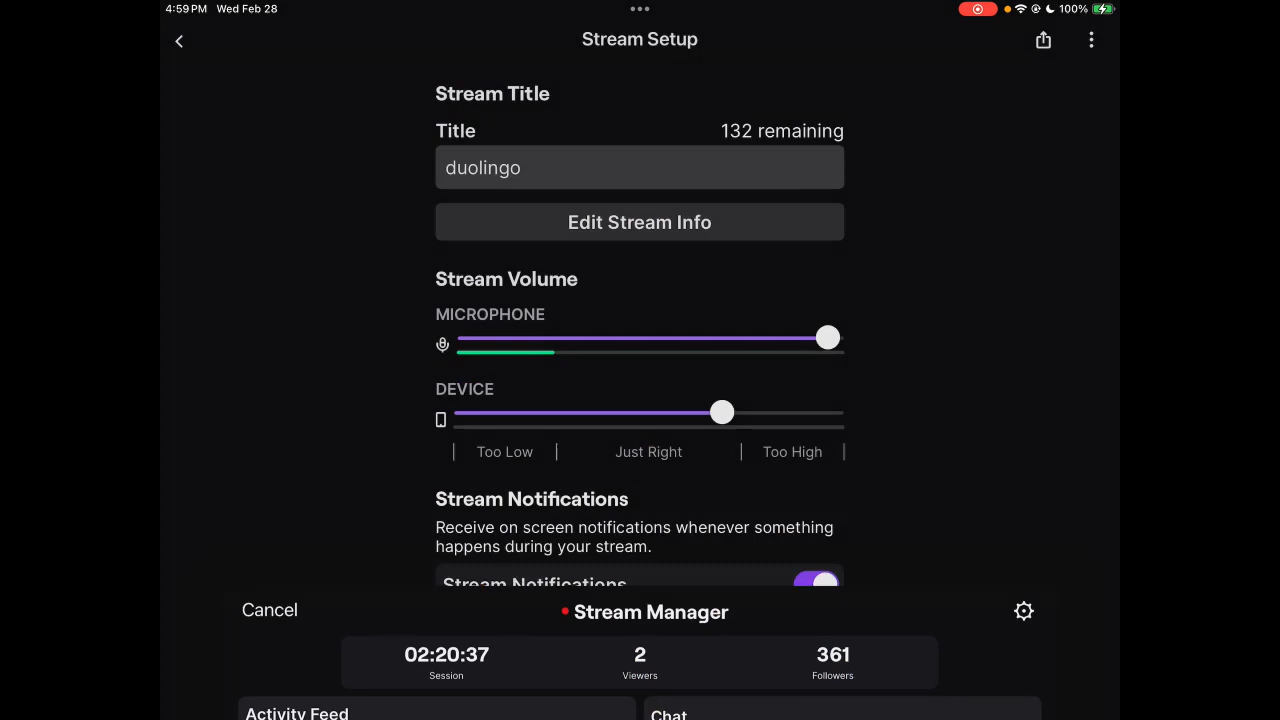 4:59 PM Wed Feb 28
100%
Stream Setup
Stream Title
Title 132 remaining
duolingo
Edit Stream Info
Stream Volume
MICROPHONE
DEVICE
Too Low Just Right Too High
Stream Notifications
Receive on screen notifications whenever something
happens during your stream.
Stream Notifications
Cancel Stream Manager
02:20:37 2 361
Session Viewers Followers
Activity Feed Chat